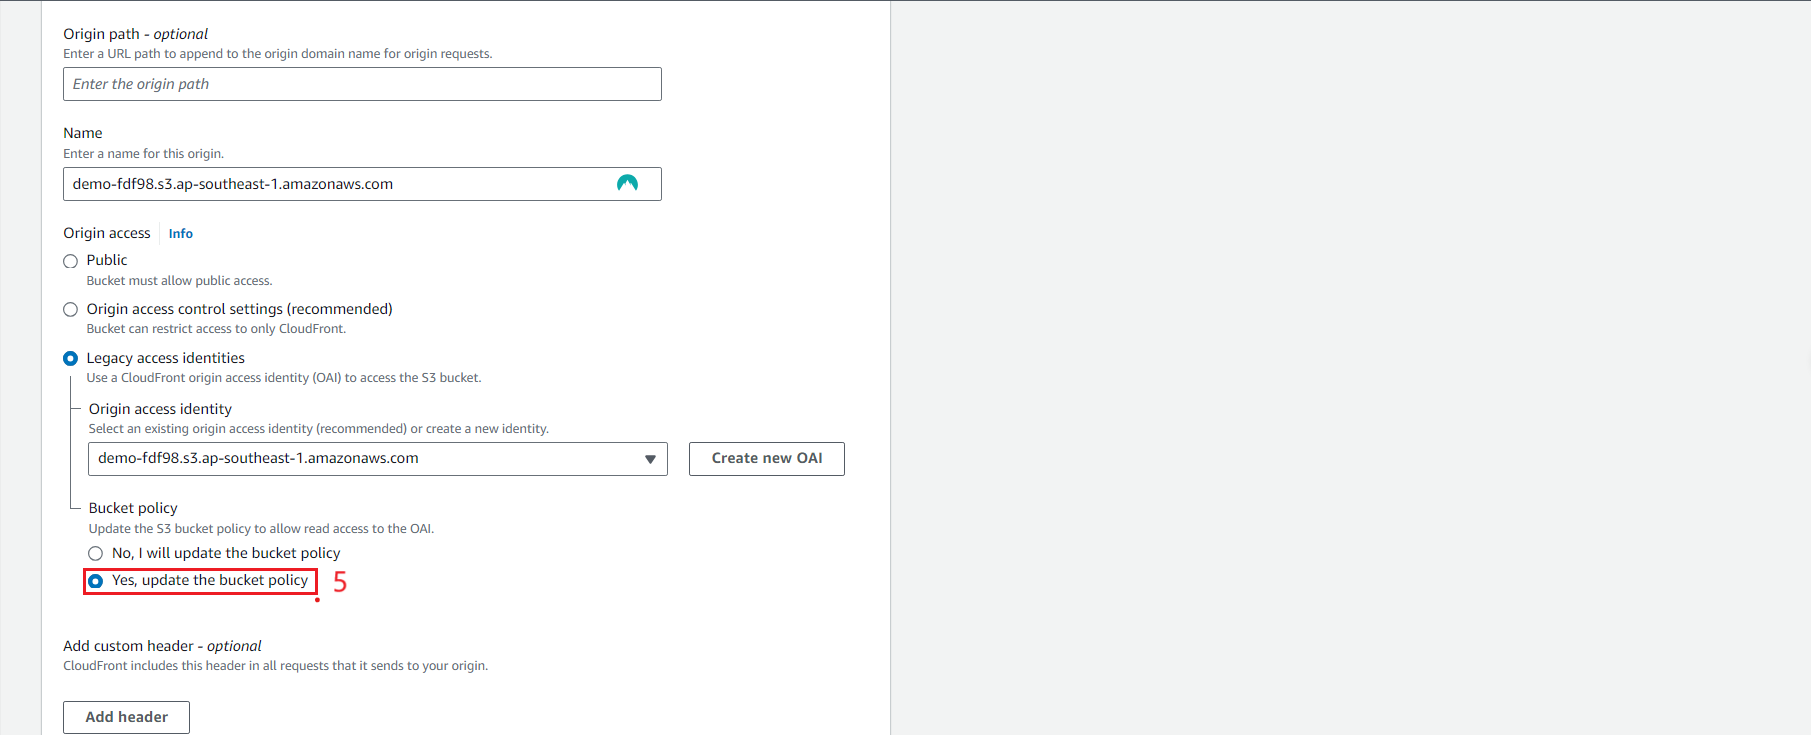 Origin path - optional
Enter a URL path to append to the origin domain name for origin requests.
Enter the origin path
Name
Enter a name for this origin.
demo-fdf98.s3.ap-southeast-1.amazonaws.com
Origin access Info
Public
Bucket must allow public access.
Origin access control settings (recommended)
Bucket can restrict access to only CloudFront.
Legacy access identities
Use a CloudFront origin access identity (OAI) to access the S3 bucket.
Origin access identity
Select an existing origin access identity (recommended) or create a new identity.
demo-fdf98.s3.ap-southeast-1.amazonaws.com Create new OAI
Bucket policy
Update the S3 bucket policy to allow read access to the OAI.
No, I will update the bucket policy
Yes, update the bucket policy 5
Add custom header - optional
CloudFront includes this header in all requests that it sends to your origin.
Add header